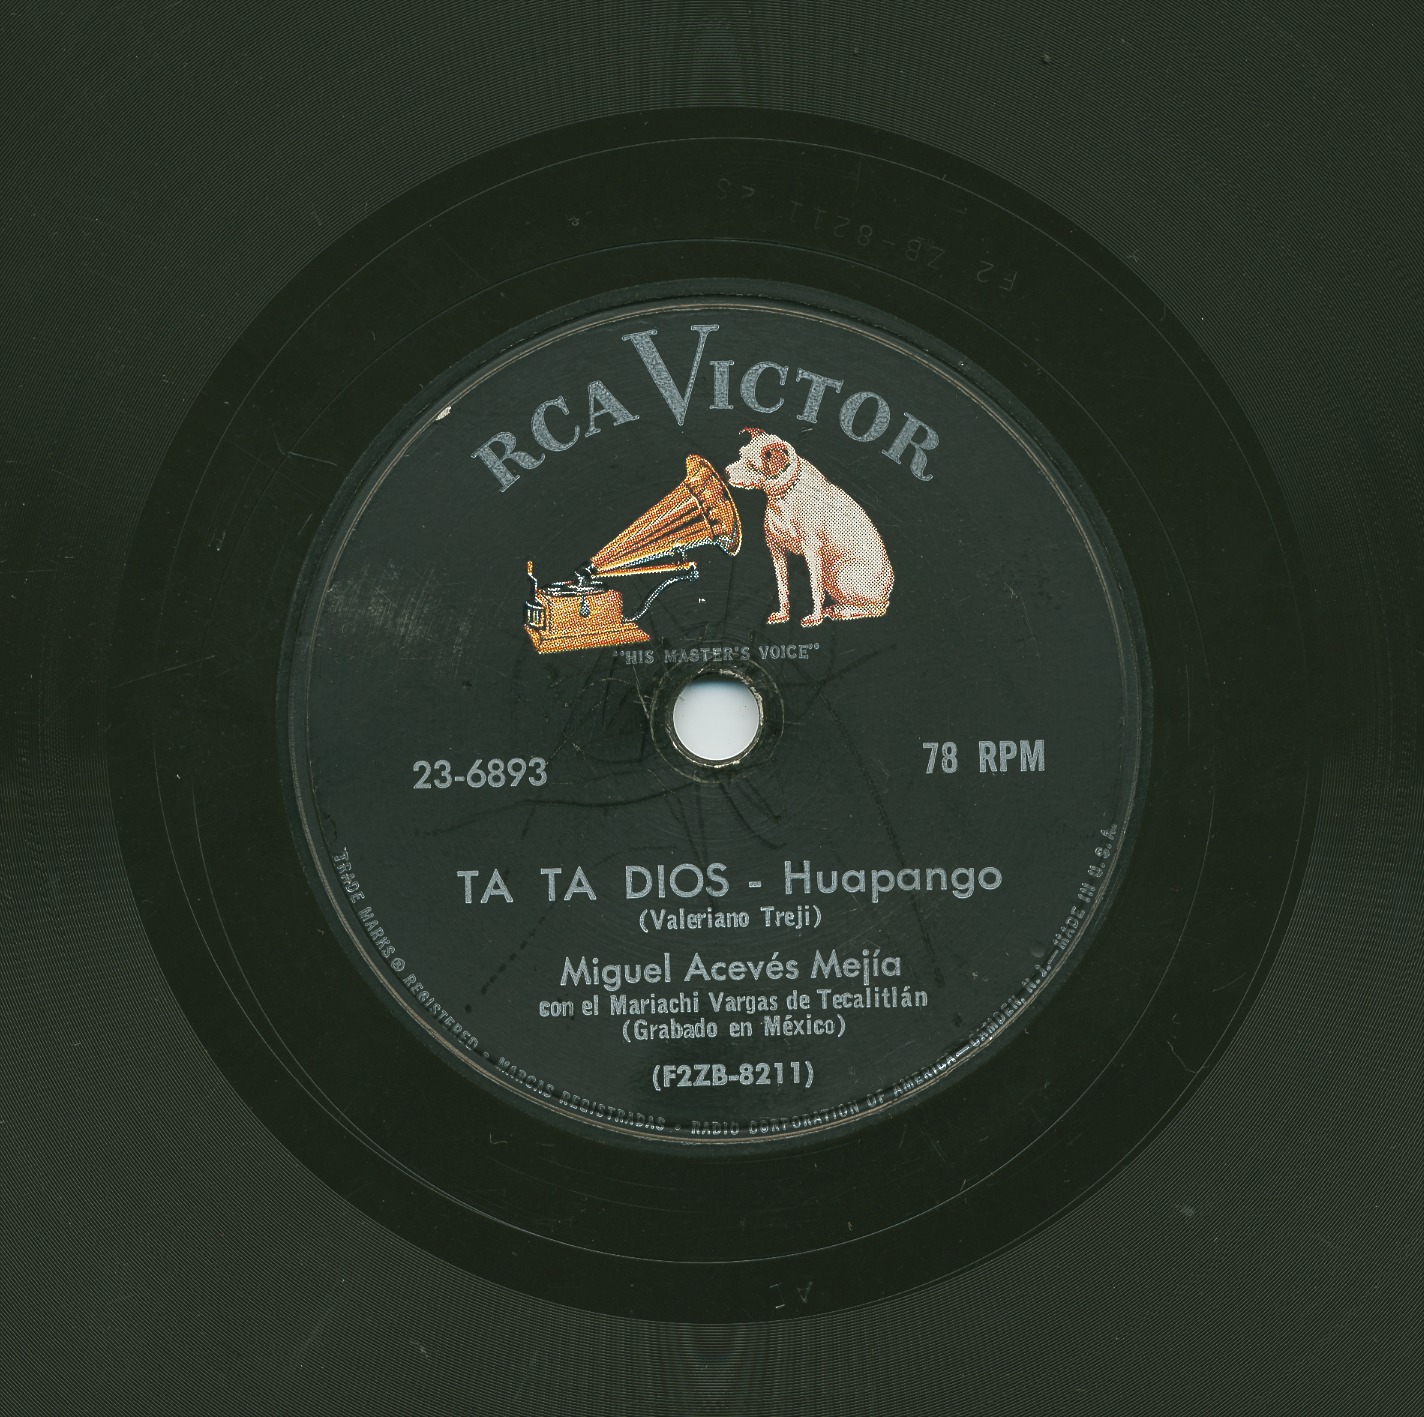 RCA VICTOR
"HIS MASTER'S VOICE"
23-6893
78 RPM
TA TA DIOS - Huapango
(Valeriano Treji)
Miguel Acevés Mejía
con el Mariachi Vargas de Tecalitlán
(Grabado en México)
(F2ZB-8211)
TRADE MARKS ® REGISTERED • MARCAS REGISTRADAS • RADIO CORPORATION OF AMERICA—CAMDEN, N. J.—MADE IN U. S. A.
F2 ZB-8211
A1